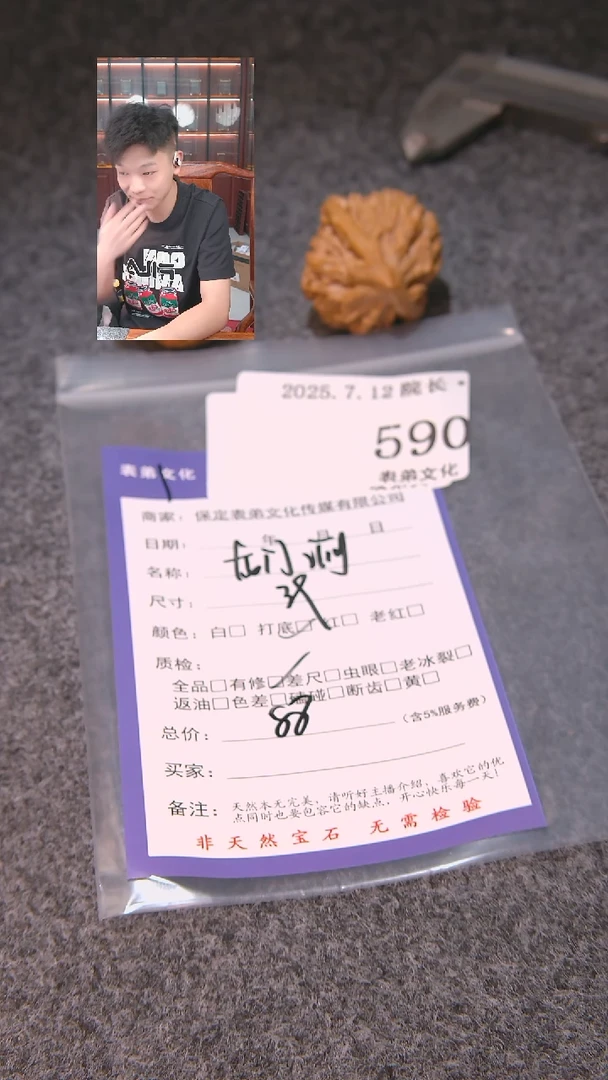 2025.7.12 院长
590
表弟文化
表弟文化
商家：保定表弟文化传媒有限公司
日期： 年 月 日
名称：
尺寸： 39
颜色：白□ 打底□ 红□ 老红□
质检：
全品□有修□差尺□虫眼□老冰裂□
返油□色差□磕碰□断齿□黄□
总价： 88 （含5%服务费）
买家：
备注：天然本无完美，请听好主播介绍，喜欢它的优
点同时也要包容它的缺点，开心快乐每一天！
非天然宝石 无需检验